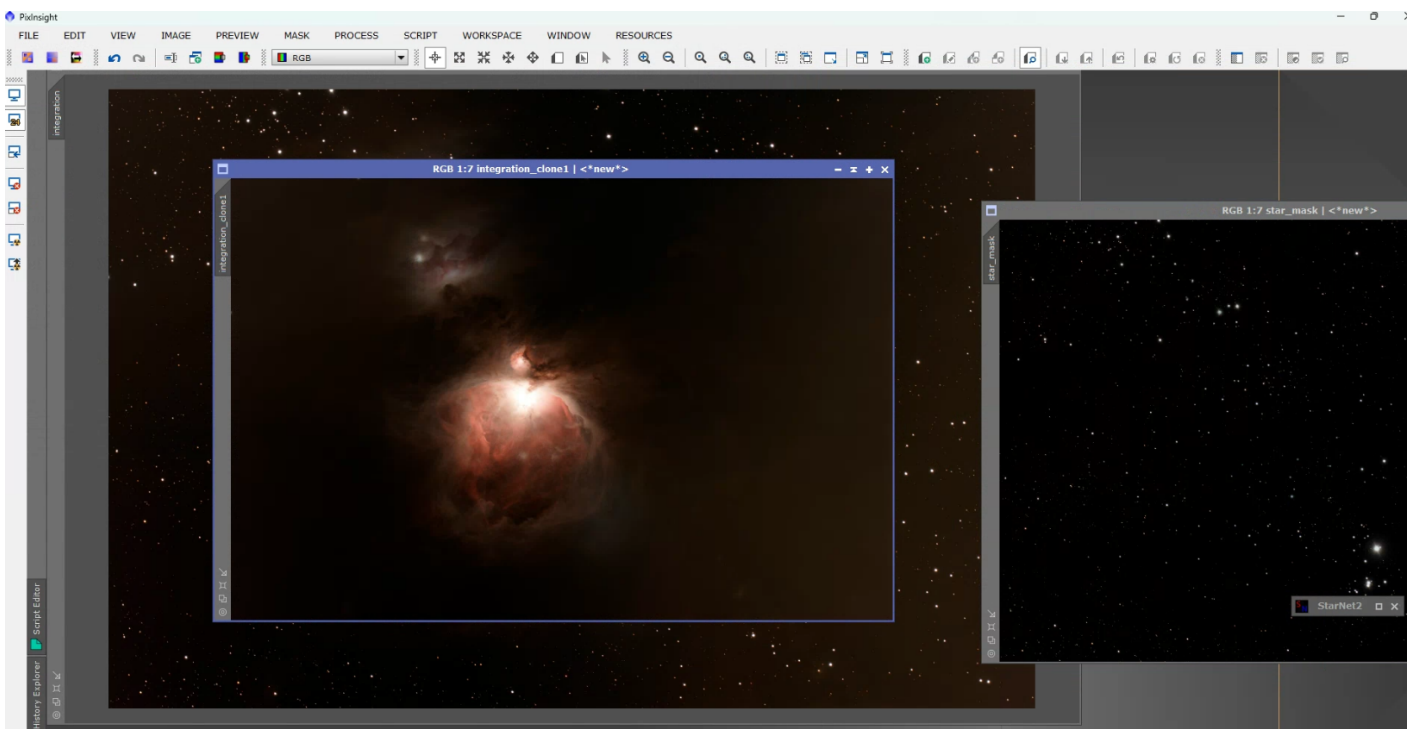 PixInsight
FILE EDIT VIEW IMAGE PREVIEW MASK PROCESS SCRIPT WORKSPACE WINDOW RESOURCES
RGB
integration
RGB 1:7 integration_clone1 | <*new*>
integration_clone1
RGB 1:7 star_mask | <*new*>
star_mask
StarNet2
Script Editor
History Explorer